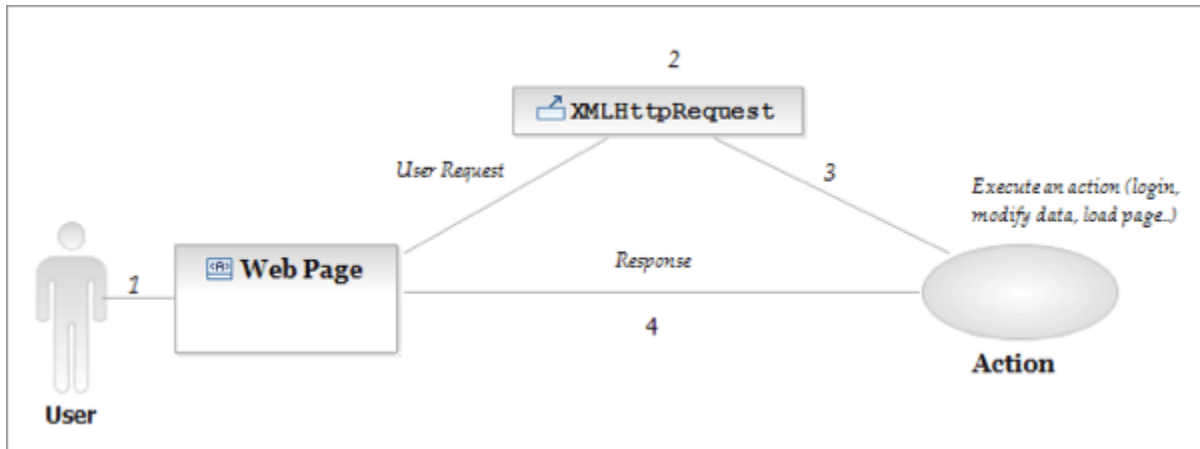 2
XMLHttpRequest
User Request
3
Execute an action (login,
modify data, load page..)
1
<A>
Web Page
Response
4
Action
User